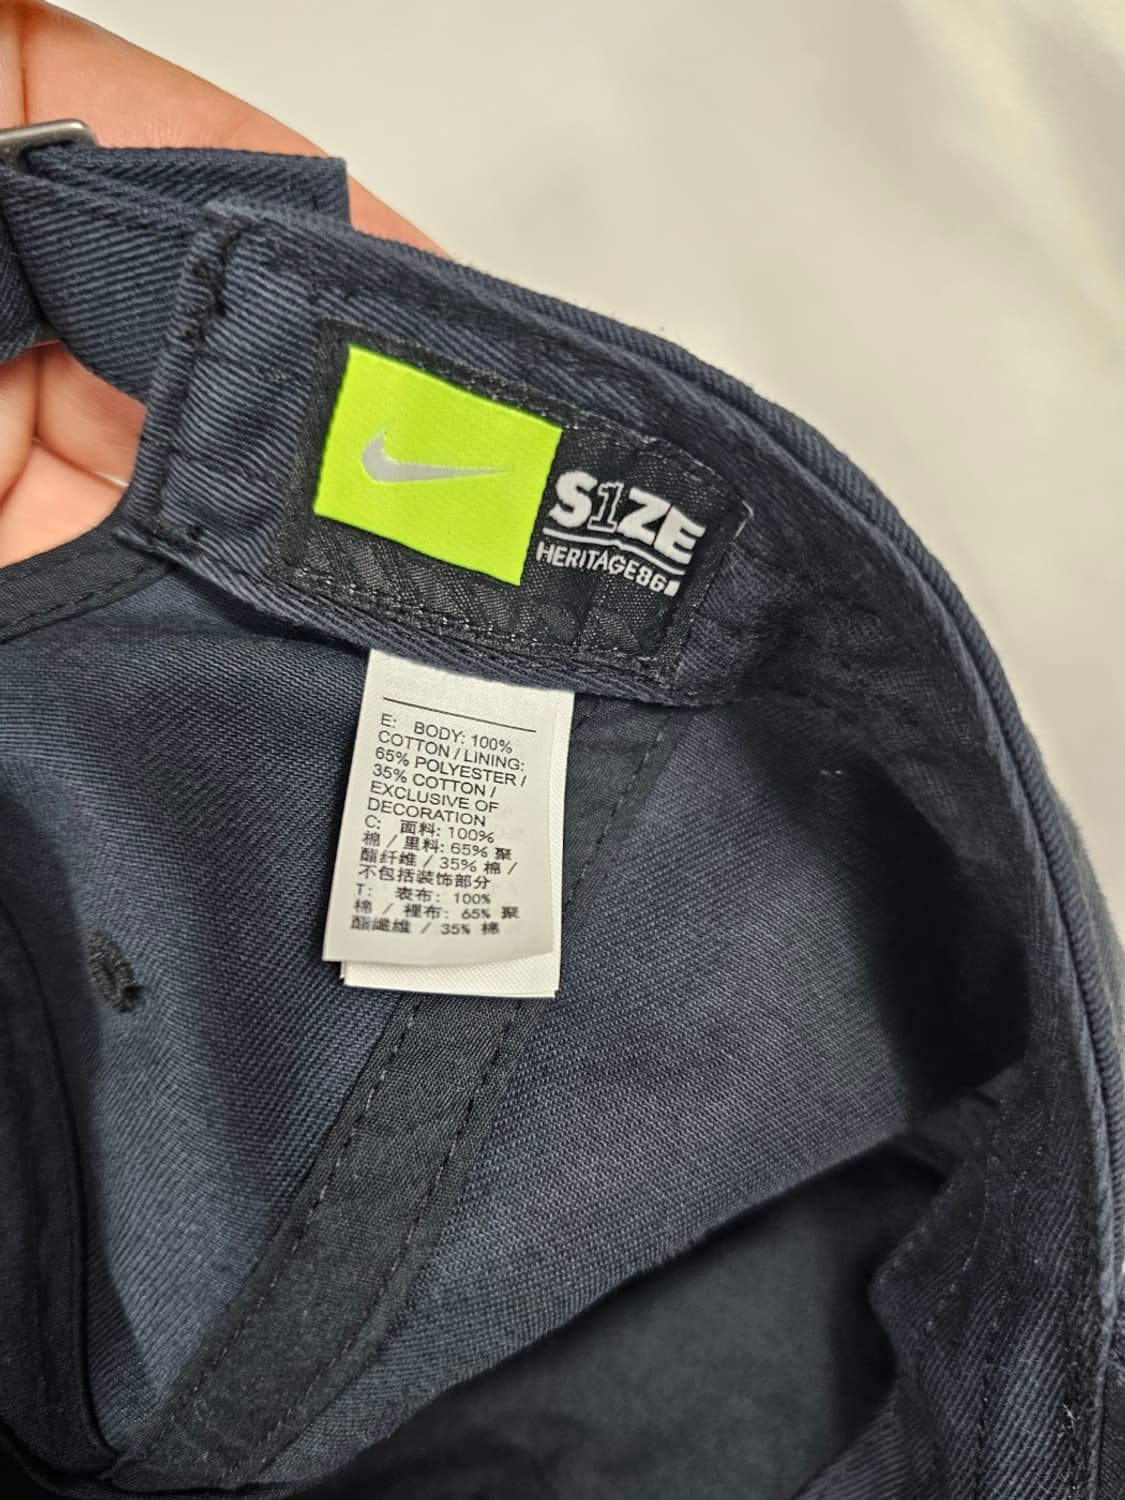 S1ZE
HERITAGE86
E: BODY: 100%
COTTON / LINING:
65% POLYESTER /
35% COTTON /
EXCLUSIVE OF
DECORATION
C: 面料: 100%
棉 / 里料: 65% 聚
酯纤维 / 35% 棉 /
不包括装饰部分
T: 表布: 100%
棉 / 裡布: 65% 聚
酯纖維 / 35% 棉